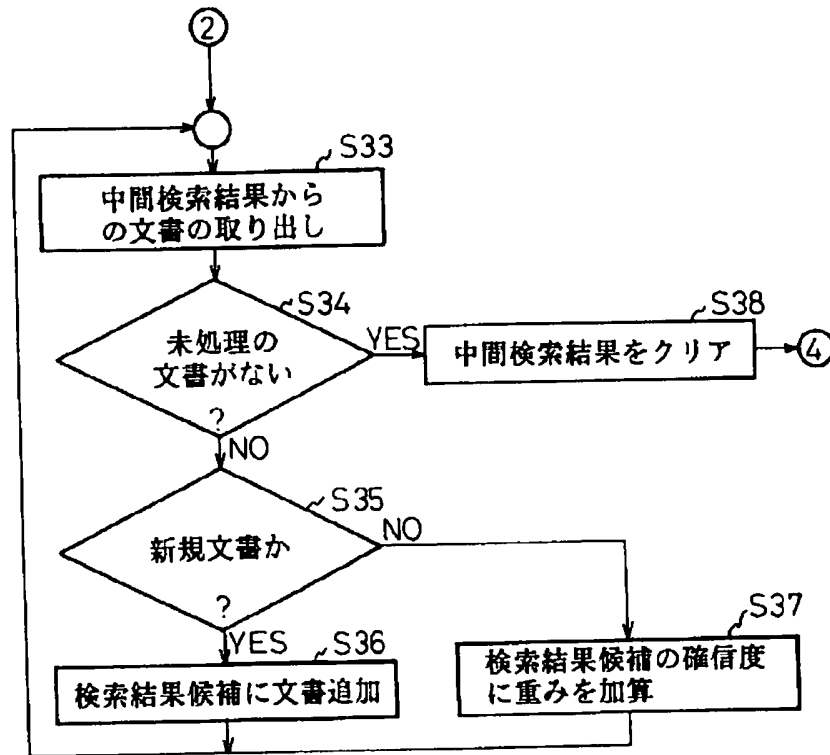 2
S33
中間検索結果から
の文書の取り出し
S34
未処理の
文書がない
?
YES
S38
中間検索結果をクリア
4
NO
S35
新規文書か
?
NO
YES
S36
検索結果候補に文書追加
S37
検索結果候補の確信度
に重みを加算